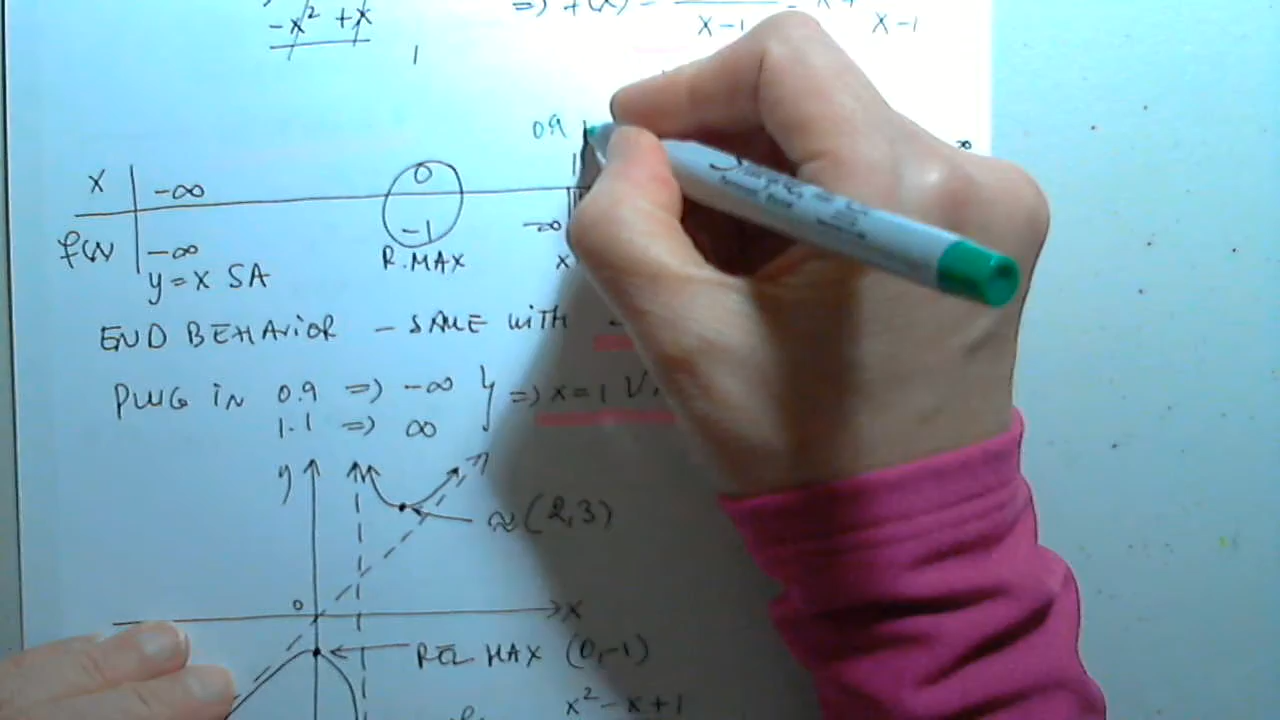 -x² + x => f(x) -
1 x-1 x-1
0.9
x -∞ 0 1 ∞
f(x) -∞ -1 -∞
y = x SA R.MAX x
END BEHAVIOR - SAME WITH
PLUG IN 0.9 => -∞ } => x=1 V
1.1 => ∞
y
≈(2,3)
0 x
REL MAX (0,-1)
x²-x+1